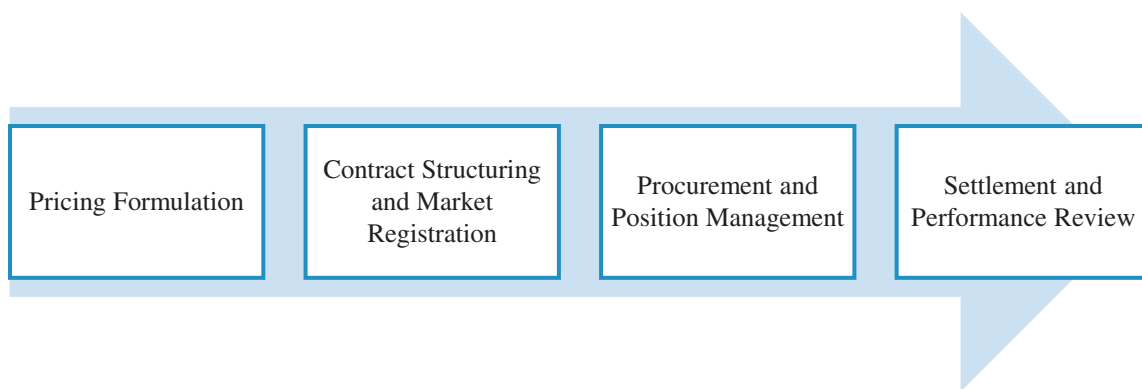 Pricing Formulation
Contract Structuring
and Market
Registration
Procurement and
Position Management
Settlement and
Performance Review